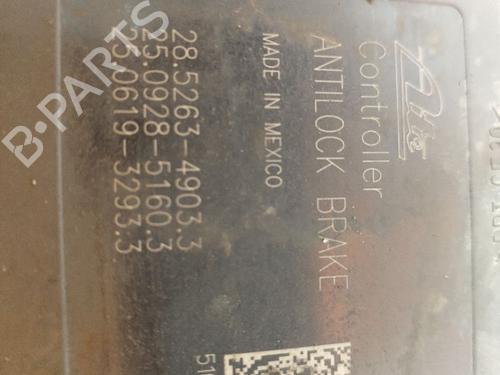 Ate
Controller
ANTILOCK BRAKE
MADE IN MEXICO
28.5263-4903.3
25.0928-5160.3
25.0619-3293.3
B-PARTS